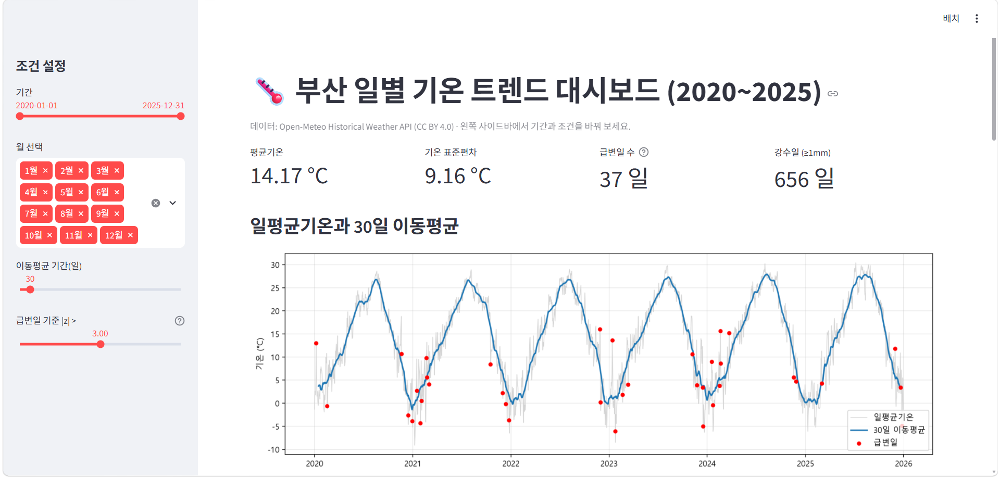 배치
조건 설정
기간
2020-01-01 2025-12-31
월 선택
1월 × 2월 × 3월 ×
4월 × 5월 × 6월 ×
7월 × 8월 × 9월 ×
10월 × 11월 × 12월 ×
이동평균 기간(일)
30
급변일 기준 |z| >
3.00
부산 일별 기온 트렌드 대시보드 (2020~2025)
데이터: Open-Meteo Historical Weather API (CC BY 4.0) · 왼쪽 사이드바에서 기간과 조건을 바꿔 보세요.
평균기온 기온 표준편차 급변일 수 강수일 (≥1mm)
14.17 °C 9.16 °C 37 일 656 일
일평균기온과 30일 이동평균
기온 (°C)
30
25
20
15
10
5
0
-5
-10
2020 2021 2022 2023 2024 2025 2026
일평균기온
30일 이동평균
급변일